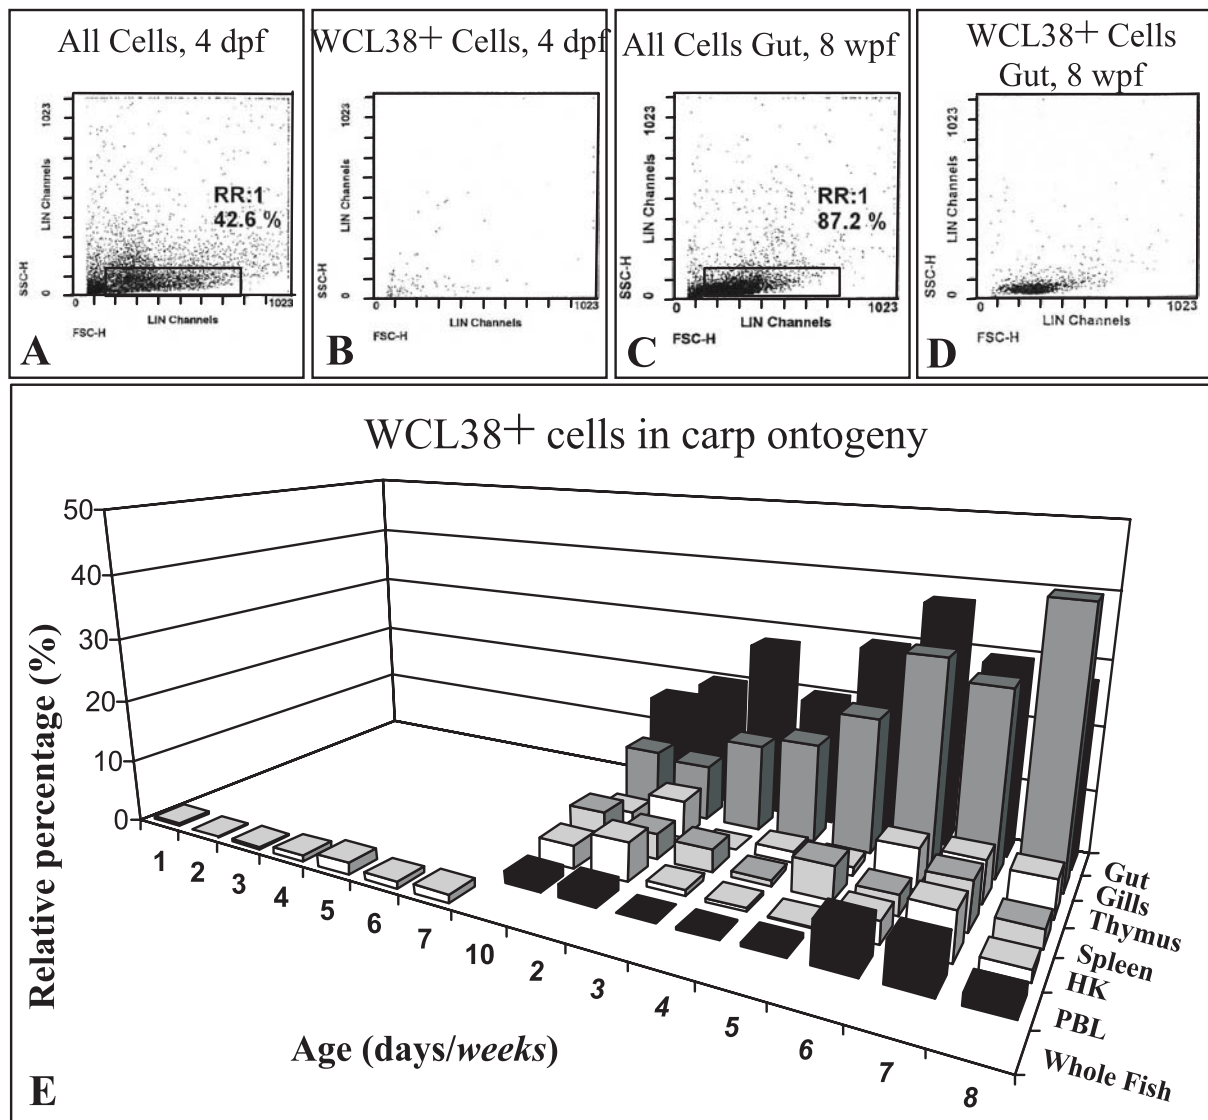 All Cells, 4 dpf
1023
LIN Channels
SSC-H
0
RR:1
42.6 %
0
1023
LIN Channels
FSC-H
A
WCL38+ Cells, 4 dpf
1023
LIN Channels
SSC-H
0
0
1023
LIN Channels
FSC-H
B
All Cells Gut, 8 wpf
1023
LIN Channels
SSC-H
0
RR:1
87.2 %
0
1023
LIN Channels
FSC-H
C
WCL38+ Cells
Gut, 8 wpf
1023
LIN Channels
SSC-H
0
0
1023
LIN Channels
FSC-H
D
WCL38+ cells in carp ontogeny
Relative percentage (%)
50
40
30
20
10
0
1
2
3
4
5
6
7
10
2
3
4
5
6
7
8
Age (days/weeks)
Gut
Gills
Thymus
Spleen
HK
PBL
Whole Fish
E